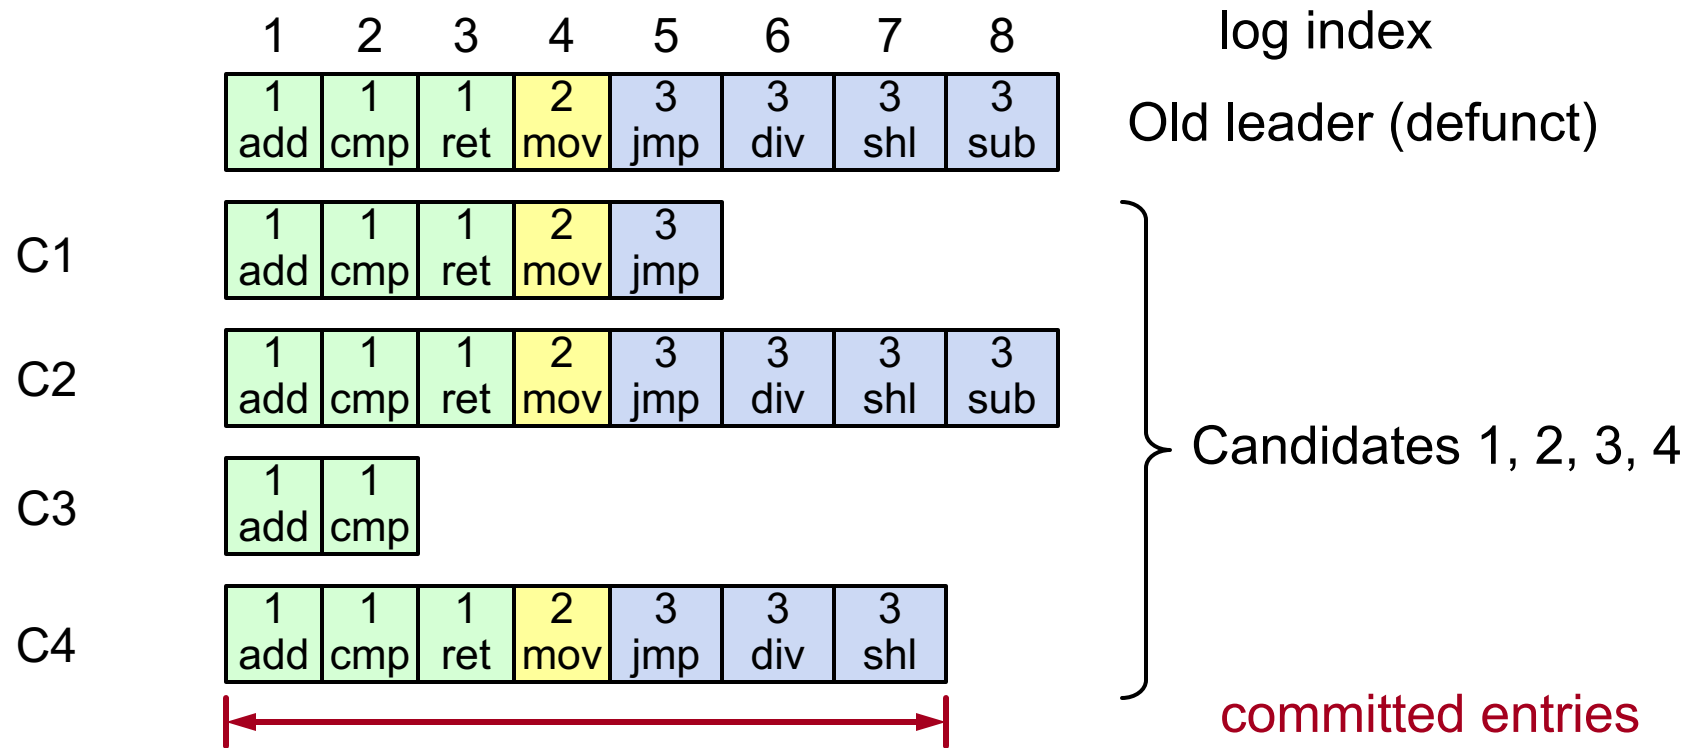 1 2 3 4 5 6 7 8 log index
1 1 1 2 3 3 3 3
add cmp ret mov jmp div shl sub
Old leader (defunct)
C1
1 1 1 2 3
add cmp ret mov jmp
C2
1 1 1 2 3 3 3 3
add cmp ret mov jmp div shl sub
Candidates 1, 2, 3, 4
C3
1 1
add cmp
C4
1 1 1 2 3 3 3
add cmp ret mov jmp div shl
committed entries